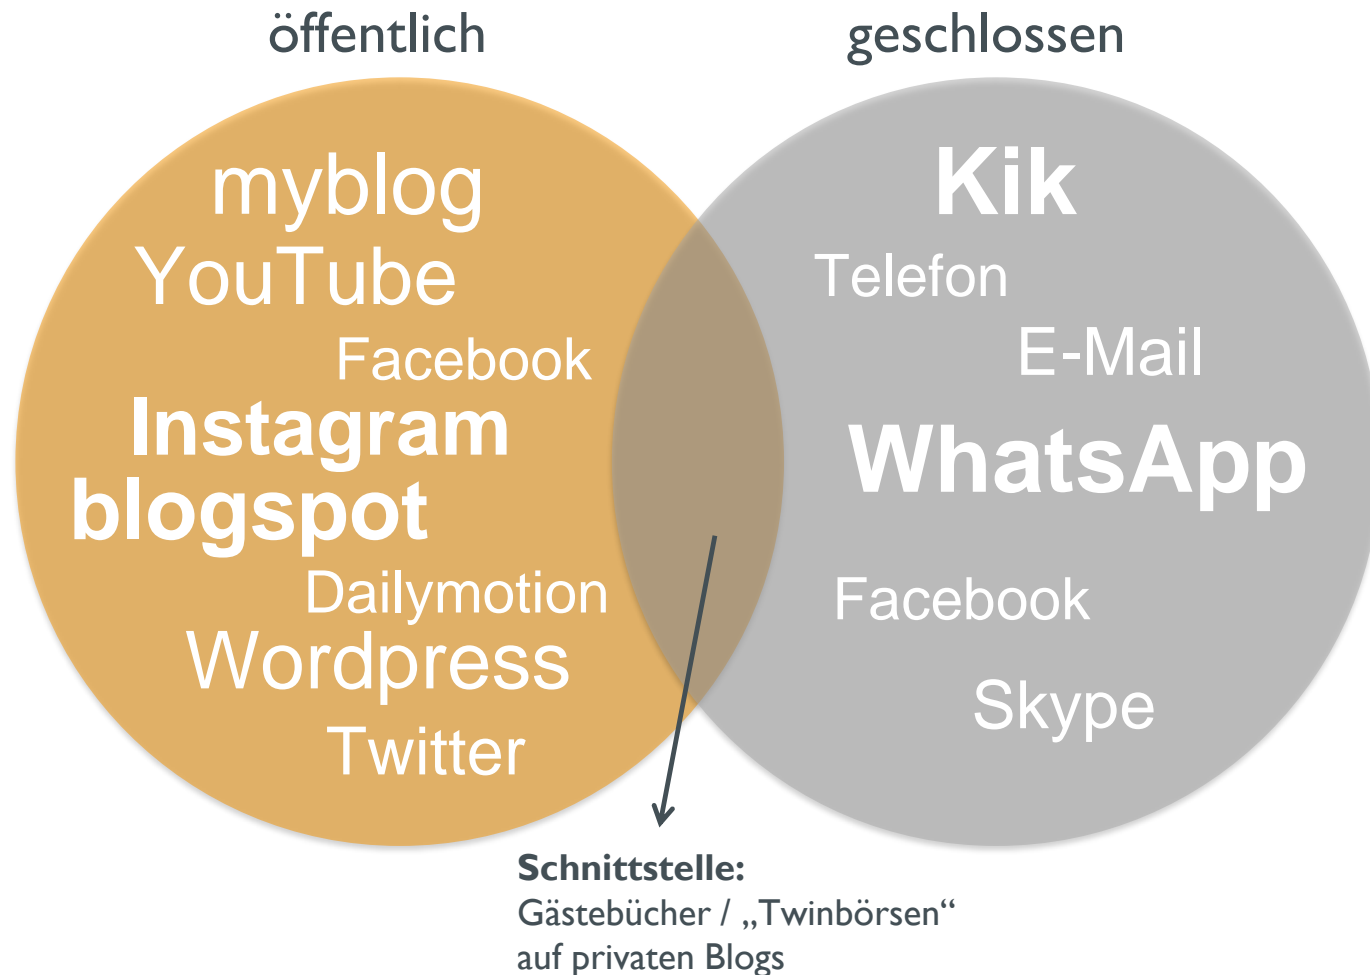 öffentlich
geschlossen
myblog
YouTube
Facebook
Instagram
blogspot
Dailymotion
Wordpress
Twitter
Kik
Telefon
E-Mail
WhatsApp
Facebook
Skype
Schnittstelle:
Gästebücher / „Twinbörsen“
auf privaten Blogs